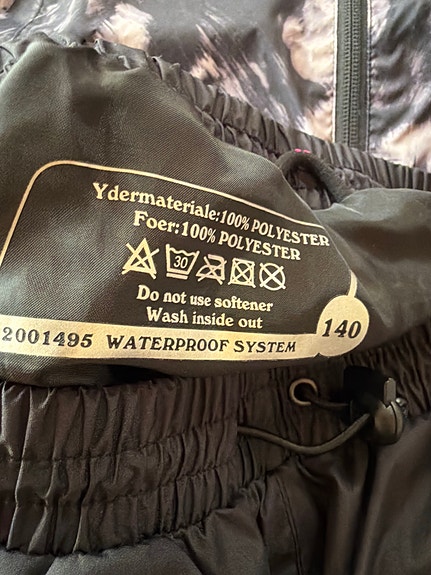 Ydermateriale:100% POLYESTER
Foer:100% POLYESTER
30
Do not use softener
Wash inside out
140
2001495 WATERPROOF SYSTEM